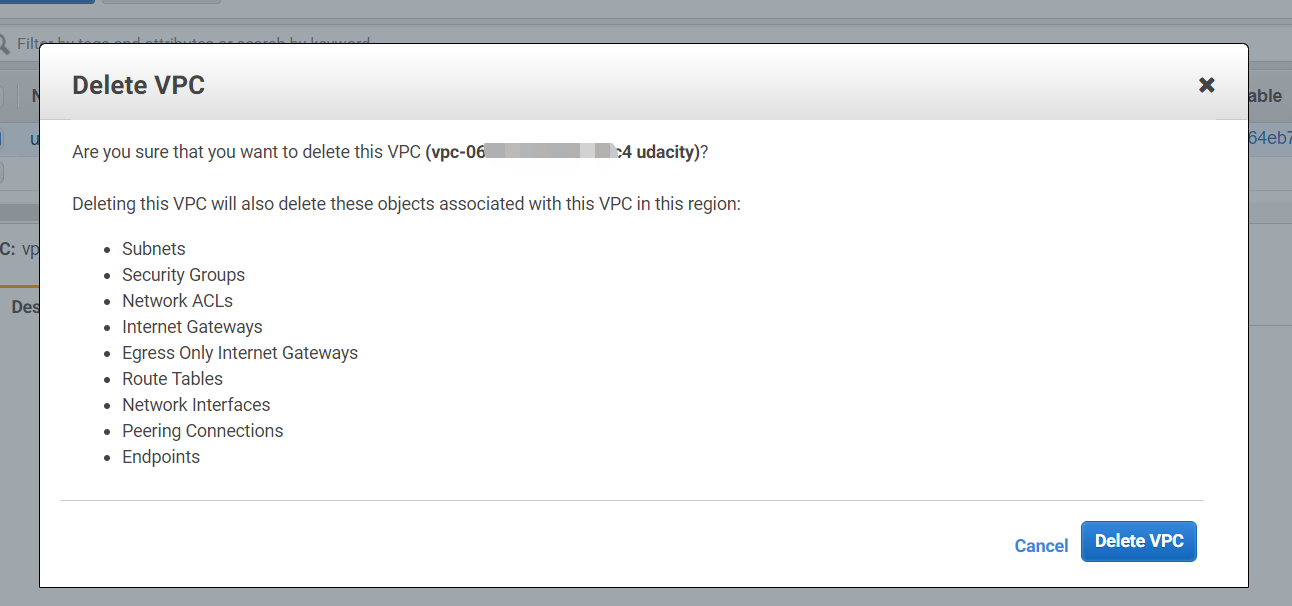 Filter by tags and attributes or search by keyword
Delete VPC
able
Are you sure that you want to delete this VPC (vpc-06 c4 udacity)?
64eb7
Deleting this VPC will also delete these objects associated with this VPC in this region:
• Subnets
C: vp
• Security Groups
• Network ACLs
Des
• Internet Gateways
• Egress Only Internet Gateways
• Route Tables
• Network Interfaces
• Peering Connections
• Endpoints
Cancel
Delete VPC